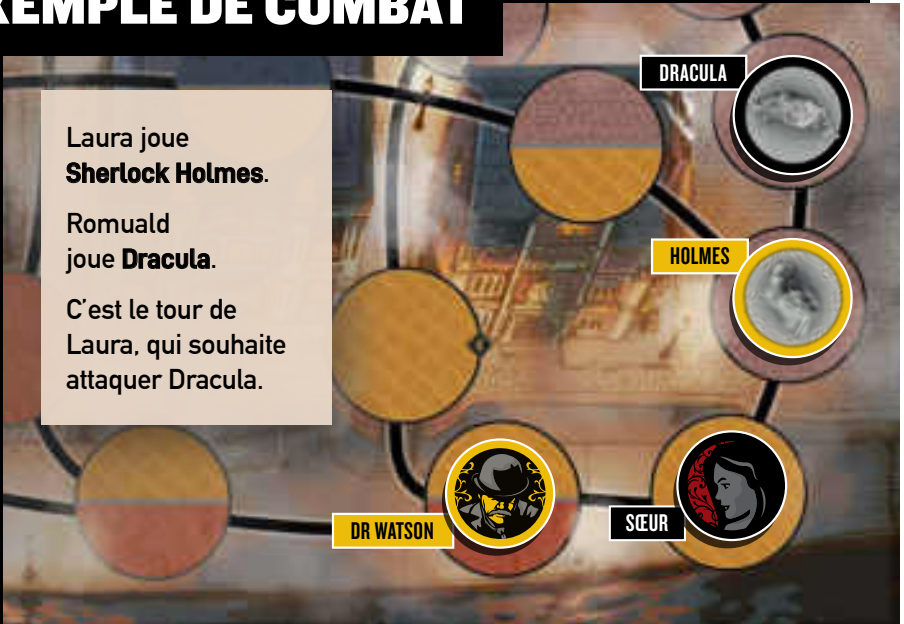 EXEMPLE DE COMBAT
Laura joue
Sherlock Holmes.
Romuald
joue Dracula.
C'est le tour de
Laura, qui souhaite
attaquer Dracula.
DRACULA
HOLMES
DR WATSON
SŒUR